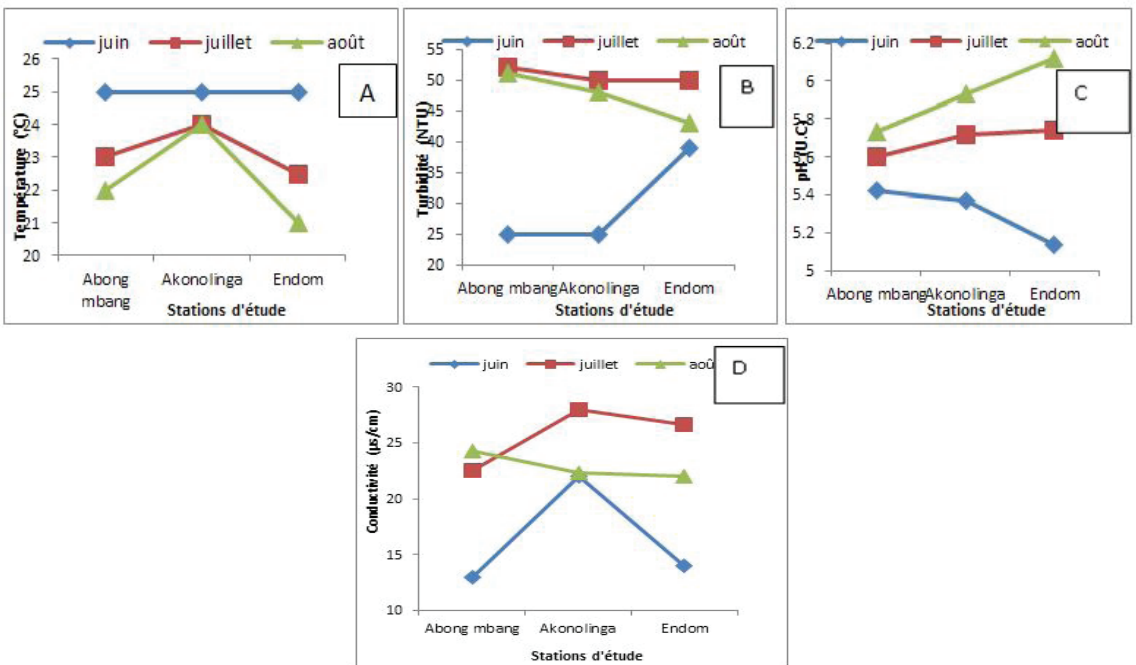 juin juillet août
A
Température (°C)
26
25
24
23
22
21
20
Abong mbang Akonolinga Endom
Stations d'étude
juin juillet août
B
Turbidité (NTU)
55
50
45
40
35
30
25
20
Abong mbang Akonolinga Endom
Stations d'étude
juin juillet août
C
pH (U.C)
6.2
6
5.8
5.6
5.4
5.2
5
Abong mbang Akonolinga Endom
Stations d'étude
juin juillet aoû
D
Conductivité (µs/cm)
30
25
20
15
10
Abong mbang Akonolinga Endom
Stations d'étude